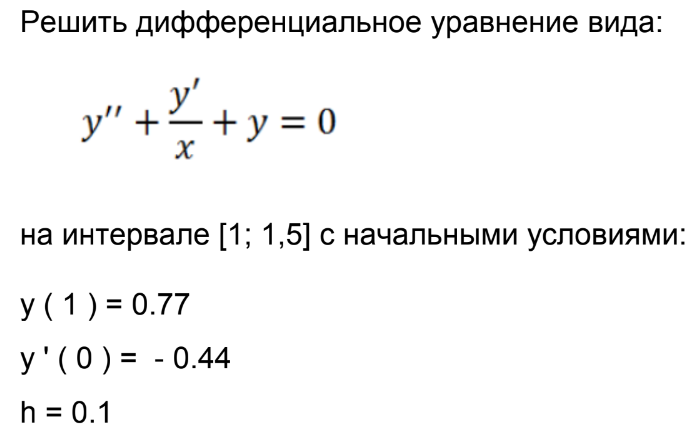 Решить дифференциальное уравнение вида:
y′′ + y′/x + y = 0
на интервале [1; 1,5] с начальными условиями:
y ( 1 ) = 0.77
y ' ( 0 ) =  - 0.44
h = 0.1